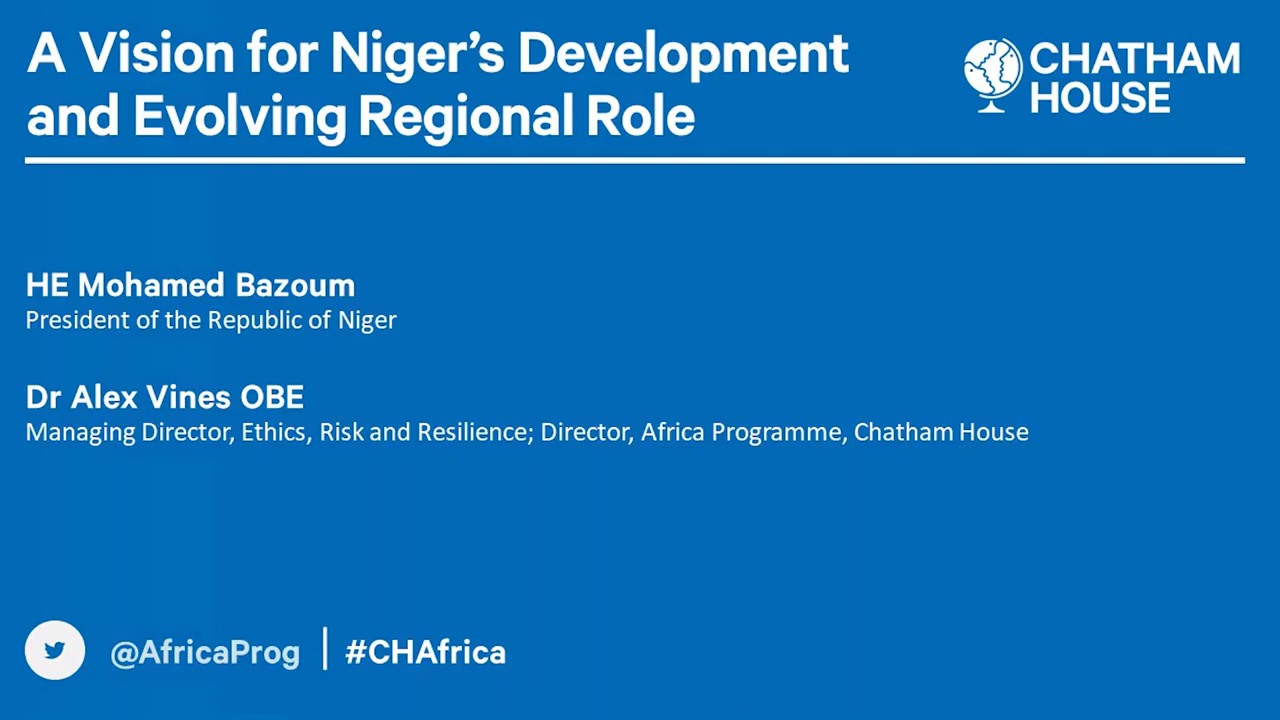 A Vision for Niger's Development
and Evolving Regional Role
CHATHAM
HOUSE
HE Mohamed Bazoum
President of the Republic of Niger
Dr Alex Vines OBE
Managing Director, Ethics, Risk and Resilience; Director, Africa Programme, Chatham House
@AfricaProg | #CHAfrica